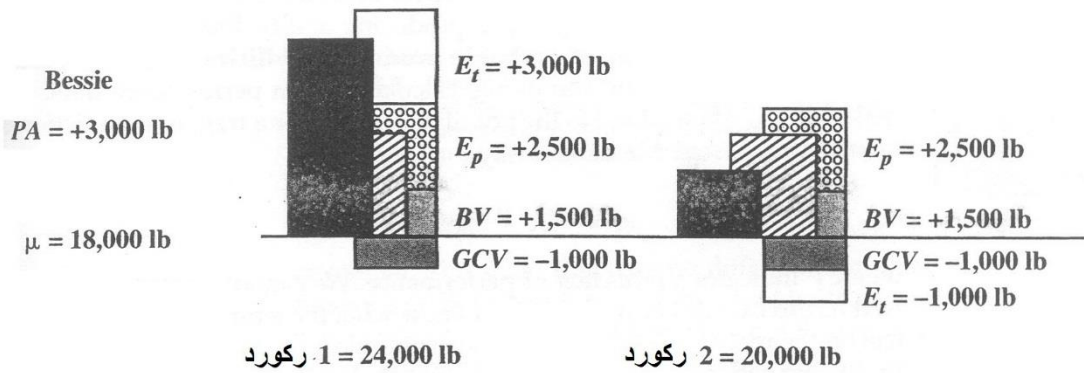 Bessie
PA = +3,000 lb
μ = 18,000 lb
E_t = +3,000 lb
E_p = +2,500 lb
BV = +1,500 lb
GCV = –1,000 lb
ركورد 1 = 24,000 lb
E_p = +2,500 lb
BV = +1,500 lb
GCV = –1,000 lb
E_t = –1,000 lb
ركورد 2 = 20,000 lb